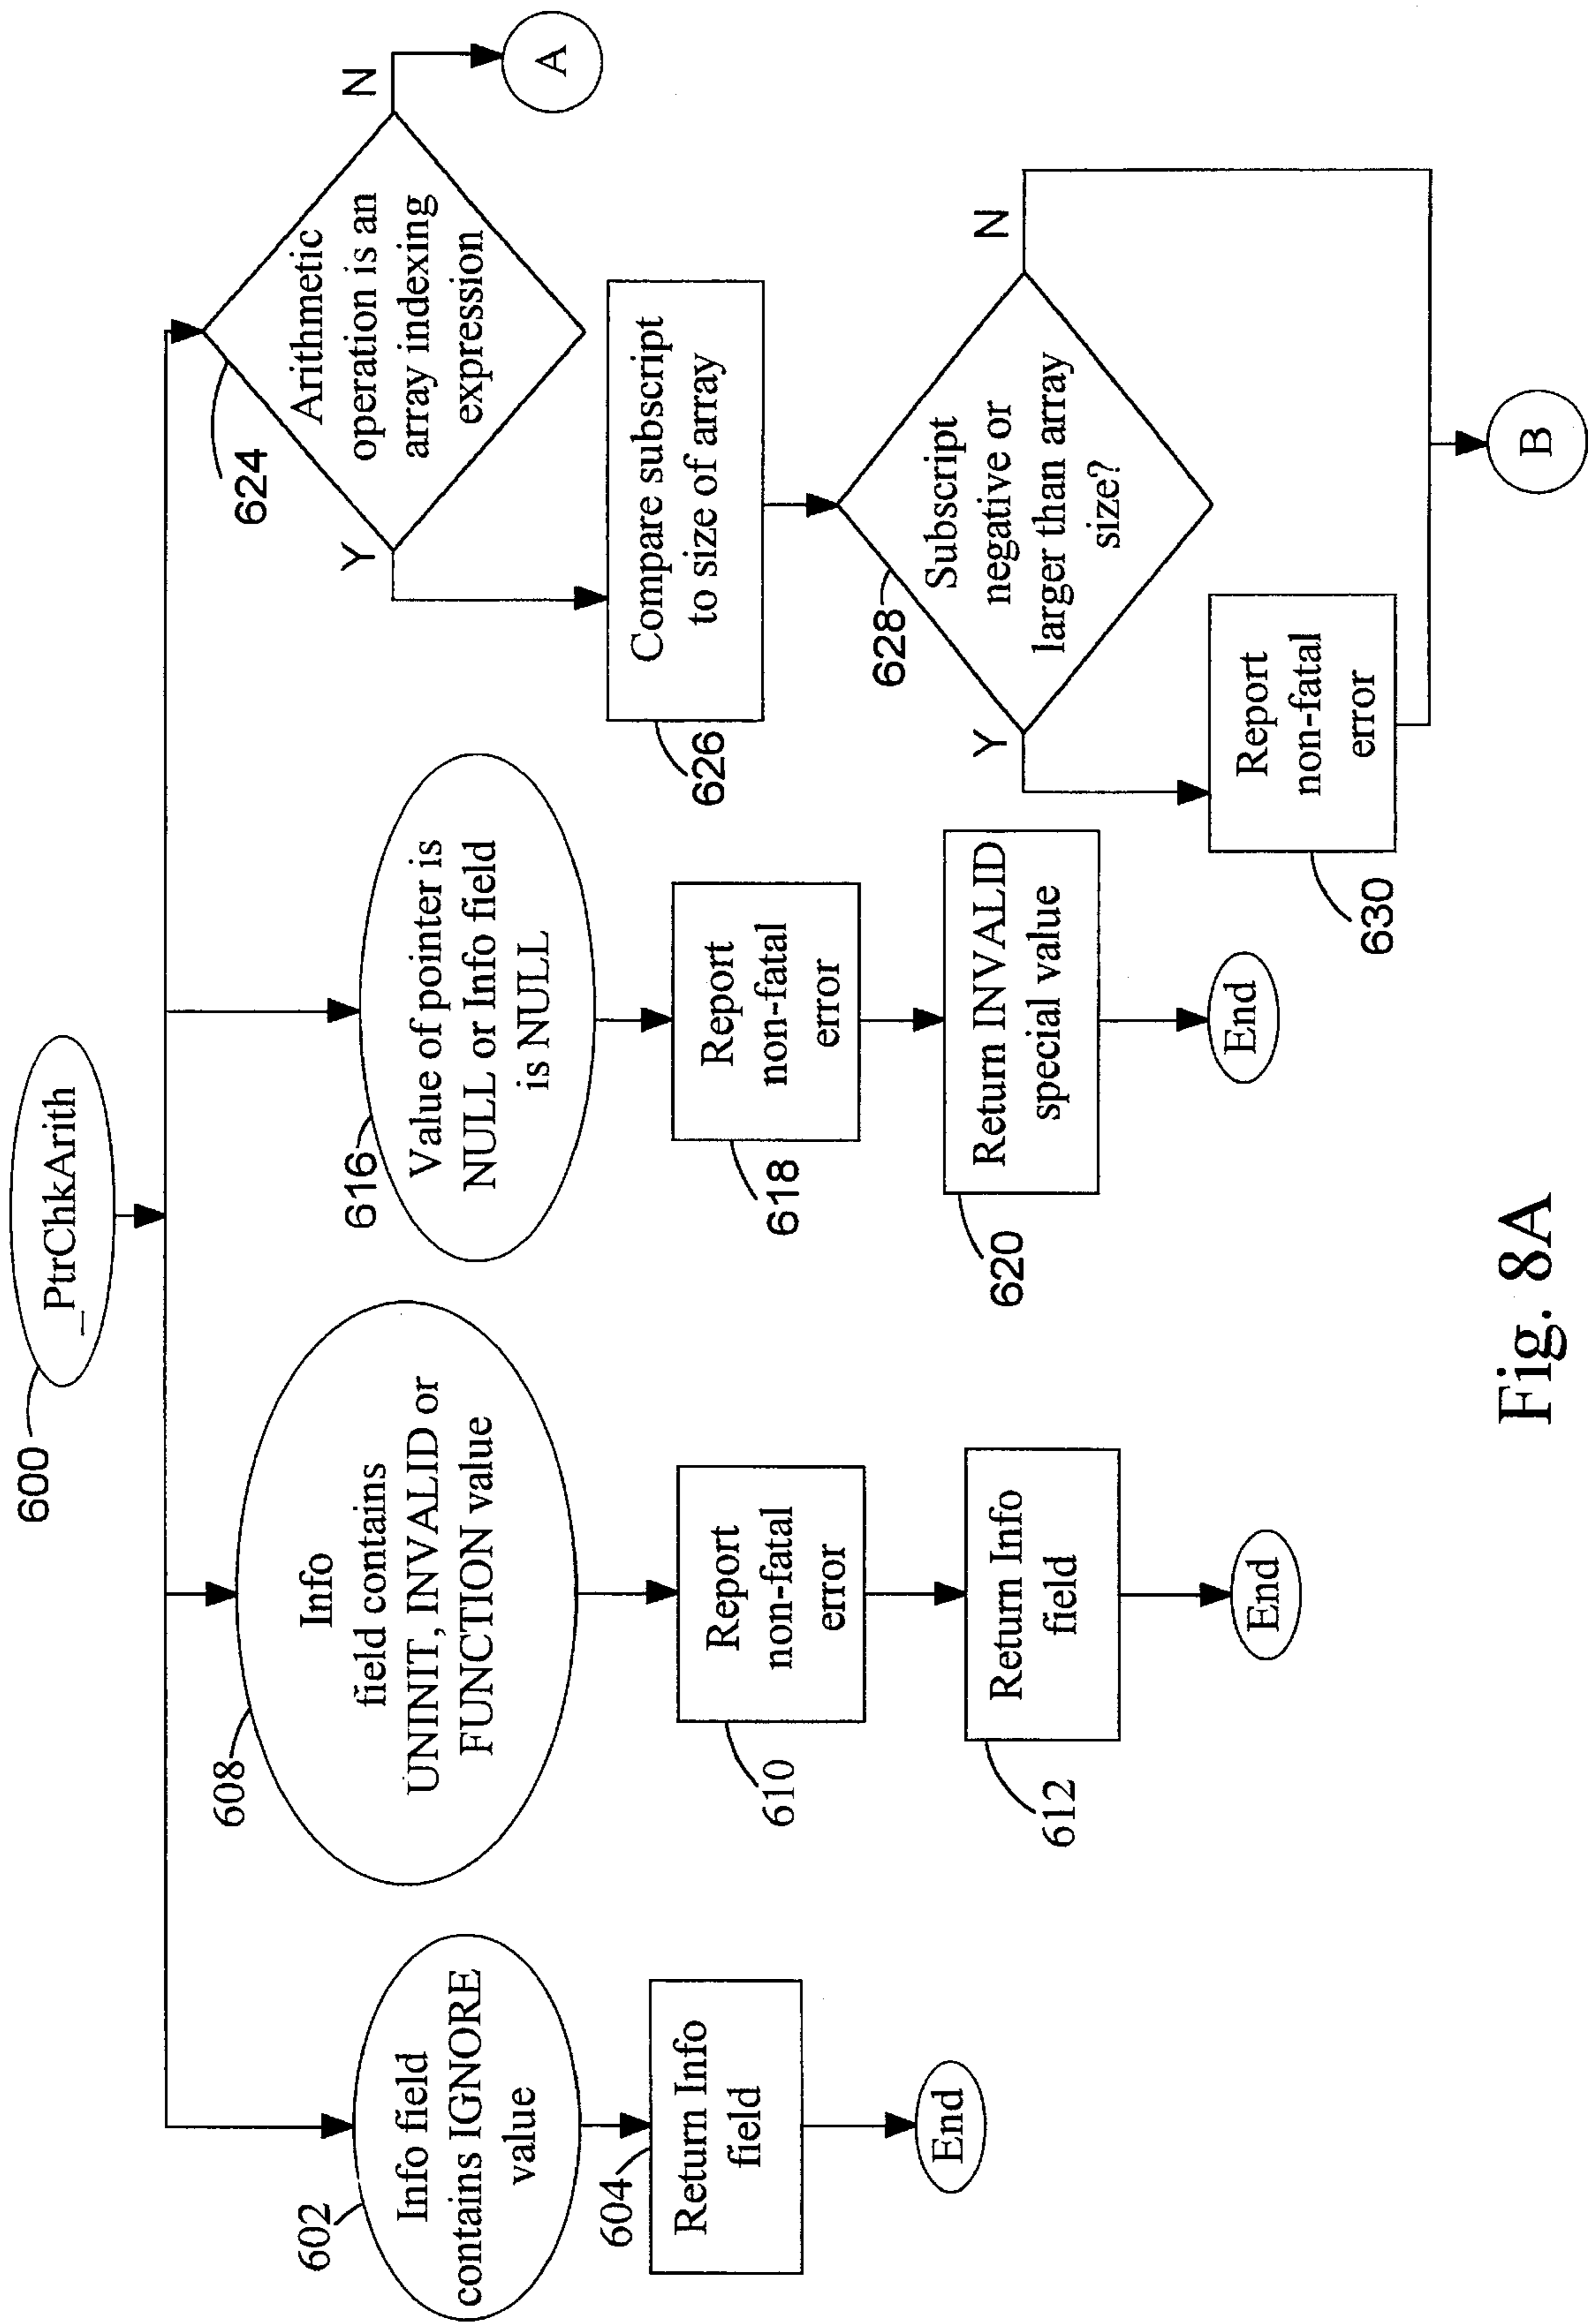 600
_PtrChkArith
602
Info field
contains IGNORE
value
604
Return Info
field
End
608
Info
field contains
UNINIT, INVALID or
FUNCTION value
610
Report
non-fatal
error
612
Return Info
field
End
616
Value of pointer is
NULL or Info field
is NULL
618
Report
non-fatal
error
620
Return INVALID
special value
End
624
Arithmetic
operation is an
array indexing
expression
Y
N
A
626
Compare subscript
to size of array
628
Subscript
negative or
larger than array
size?
Y
N
630
Report
non-fatal
error
B
Fig. 8A